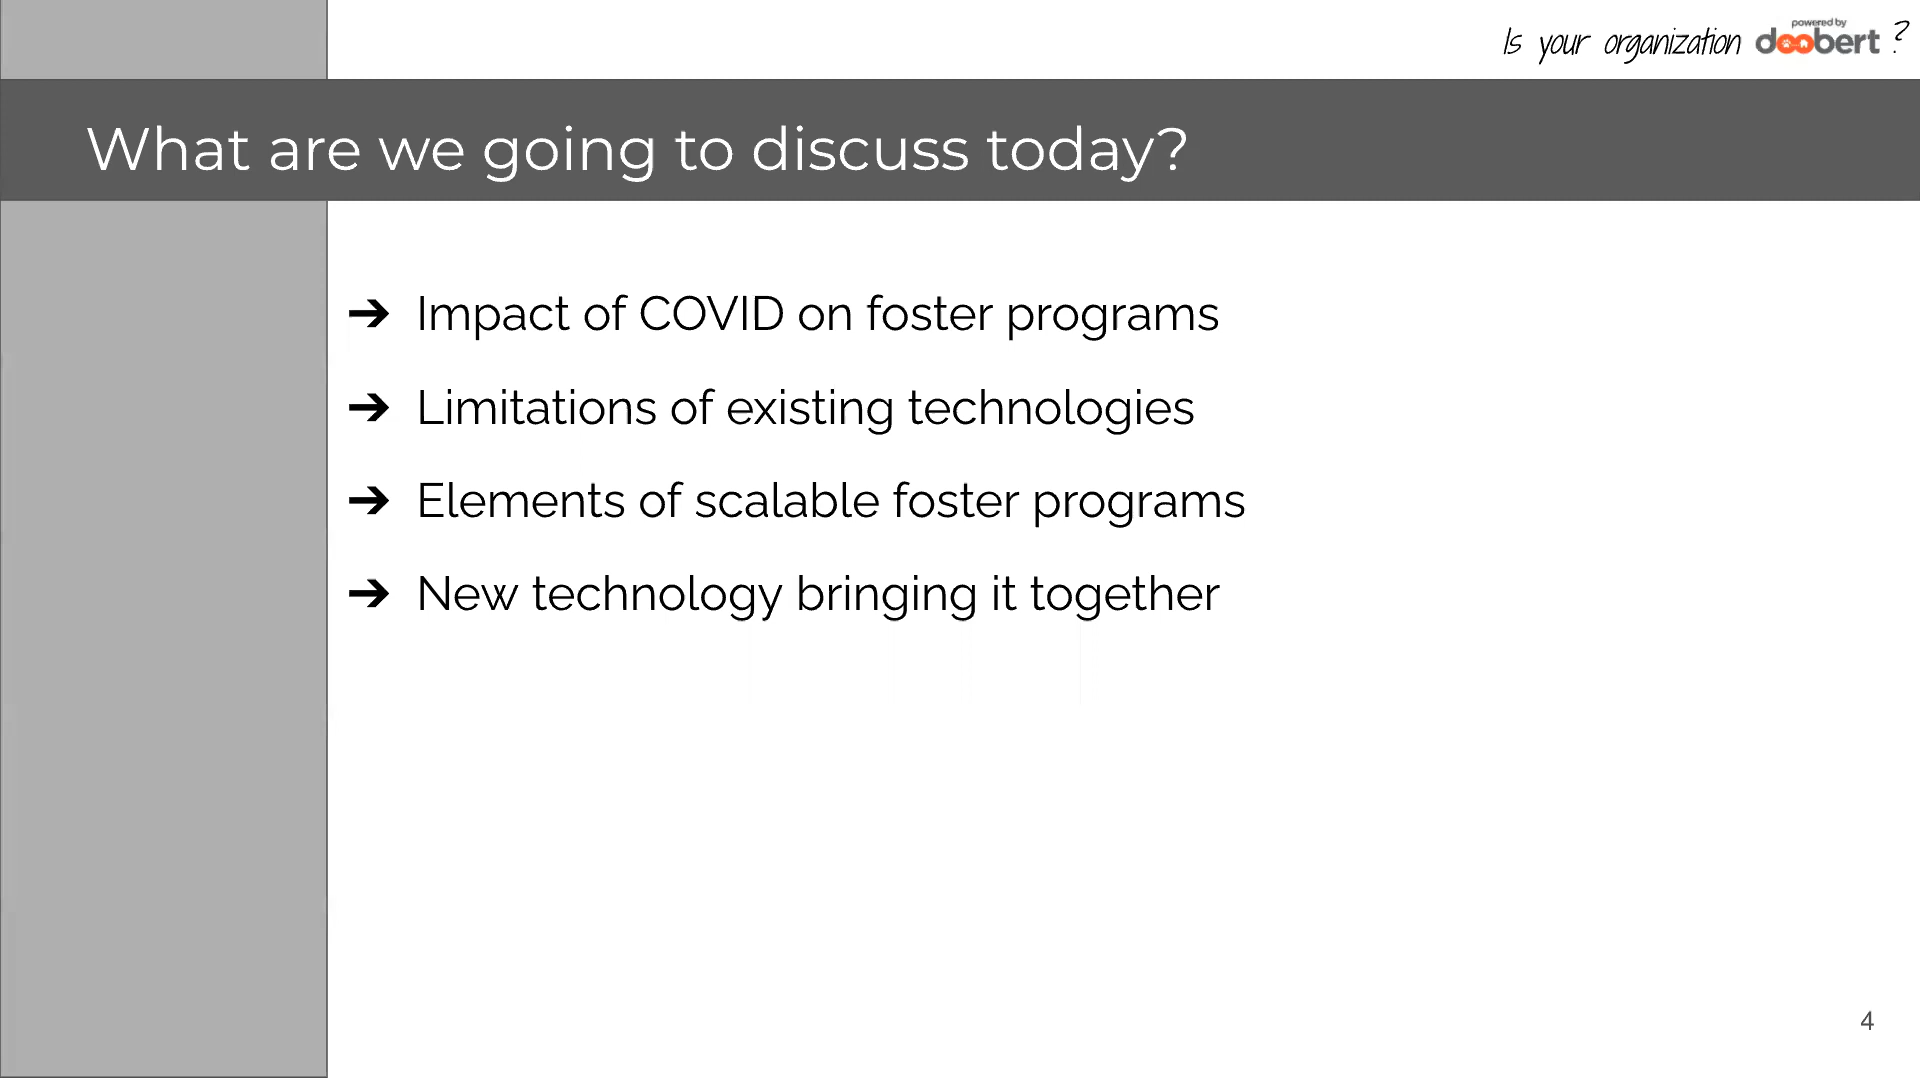 powered by
Is your organization doobert ?
What are we going to discuss today?
➔ Impact of COVID on foster programs
➔ Limitations of existing technologies
➔ Elements of scalable foster programs
➔ New technology bringing it together
4